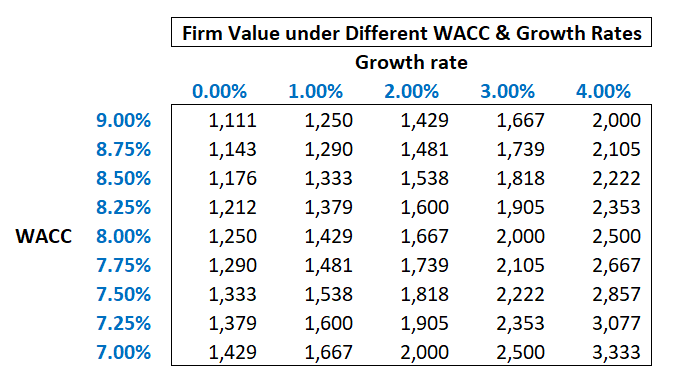 Firm Value under Different WACC & Growth Rates
Growth rate
0.00% 1.00% 2.00% 3.00% 4.00%
9.00% 1,111 1,250 1,429 1,667 2,000
8.75% 1,143 1,290 1,481 1,739 2,105
8.50% 1,176 1,333 1,538 1,818 2,222
8.25% 1,212 1,379 1,600 1,905 2,353
WACC 8.00% 1,250 1,429 1,667 2,000 2,500
7.75% 1,290 1,481 1,739 2,105 2,667
7.50% 1,333 1,538 1,818 2,222 2,857
7.25% 1,379 1,600 1,905 2,353 3,077
7.00% 1,429 1,667 2,000 2,500 3,333